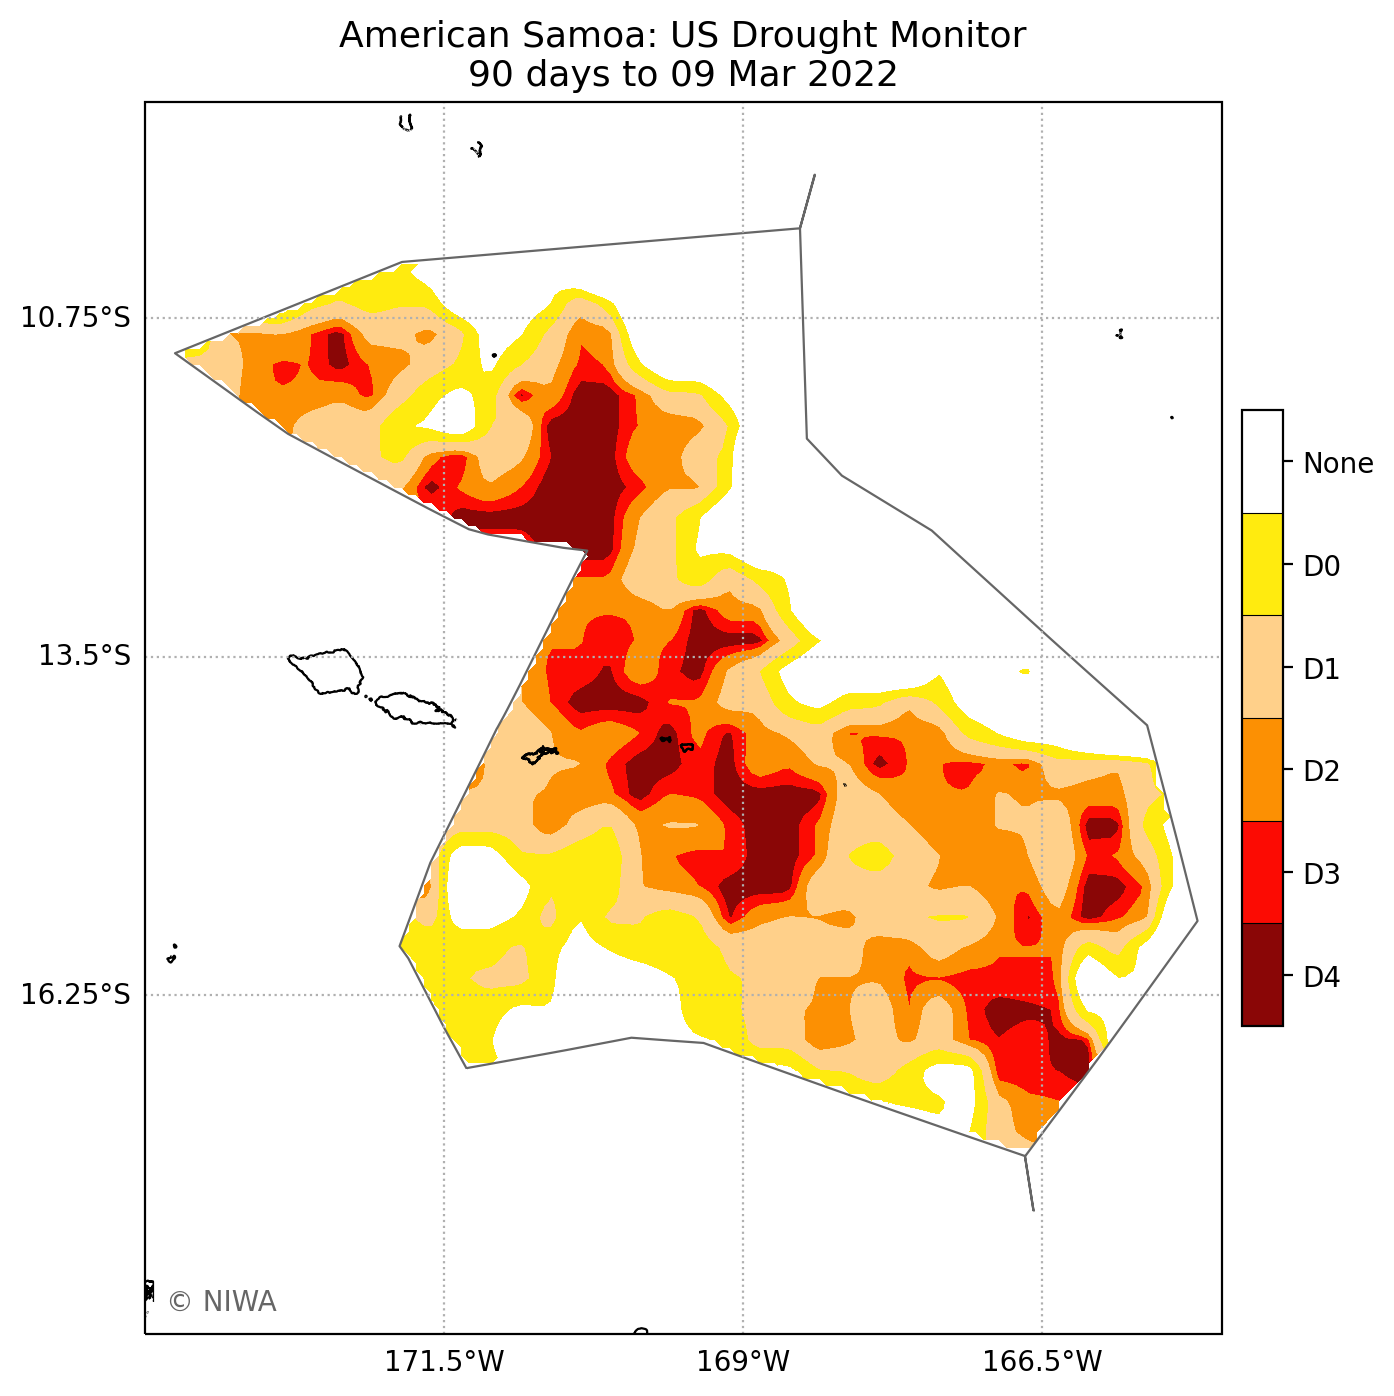 American Samoa: US Drought Monitor
90 days to 09 Mar 2022
10.75°S
13.5°S
16.25°S
171.5°W
169°W
166.5°W
None
D0
D1
D2
D3
D4
© NIWA